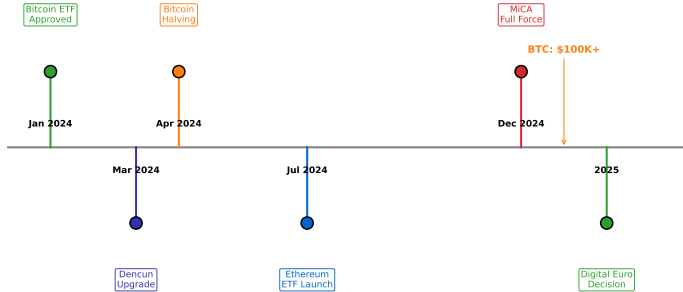 Bitcoin ETF
Approved
Bitcoin
Halving
MiCA
Full Force
BTC: $100K+
Jan 2024
Apr 2024
Dec 2024
Mar 2024
Jul 2024
2025
Dencun
Upgrade
Ethereum
ETF Launch
Digital Euro
Decision